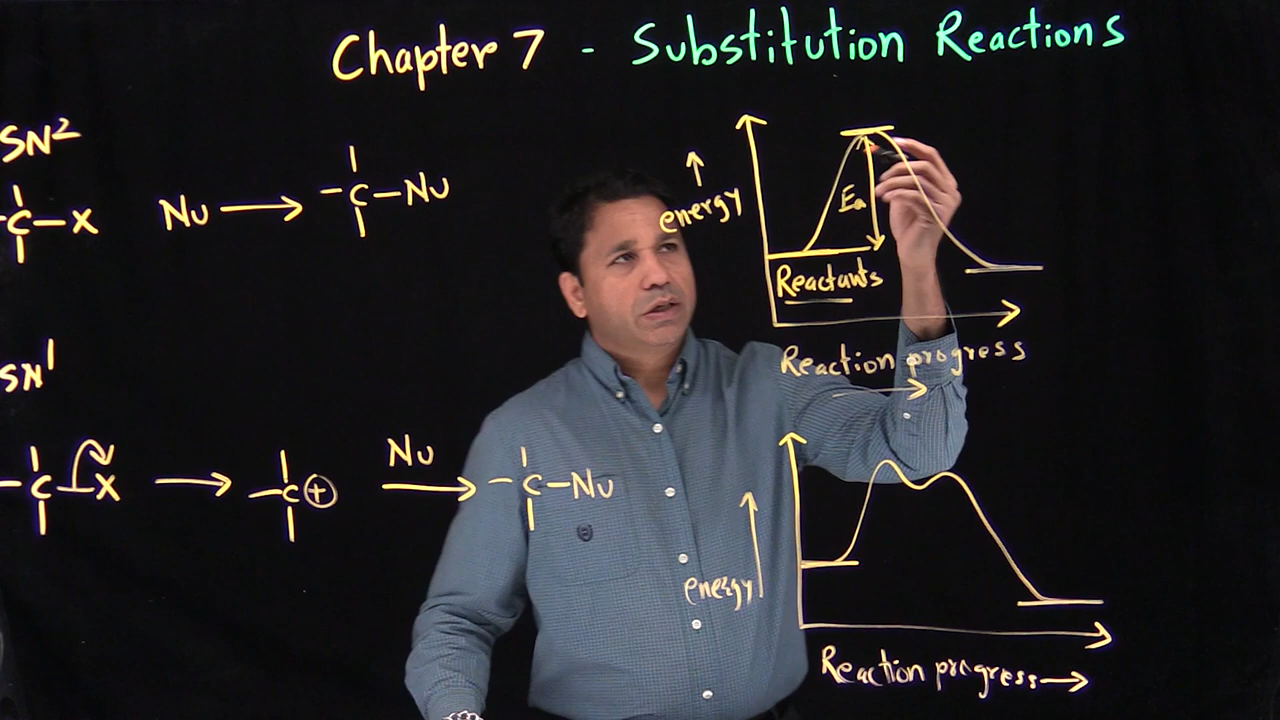 Chapter 7 - Substitution Reactions
SN2
C-X Nu → -C-Nu
↑
energy
Ea
Reactants
Reaction progress
→
SN1
-C-X → -C+ Nu → -C-Nu
energy ↑
Reaction progress →